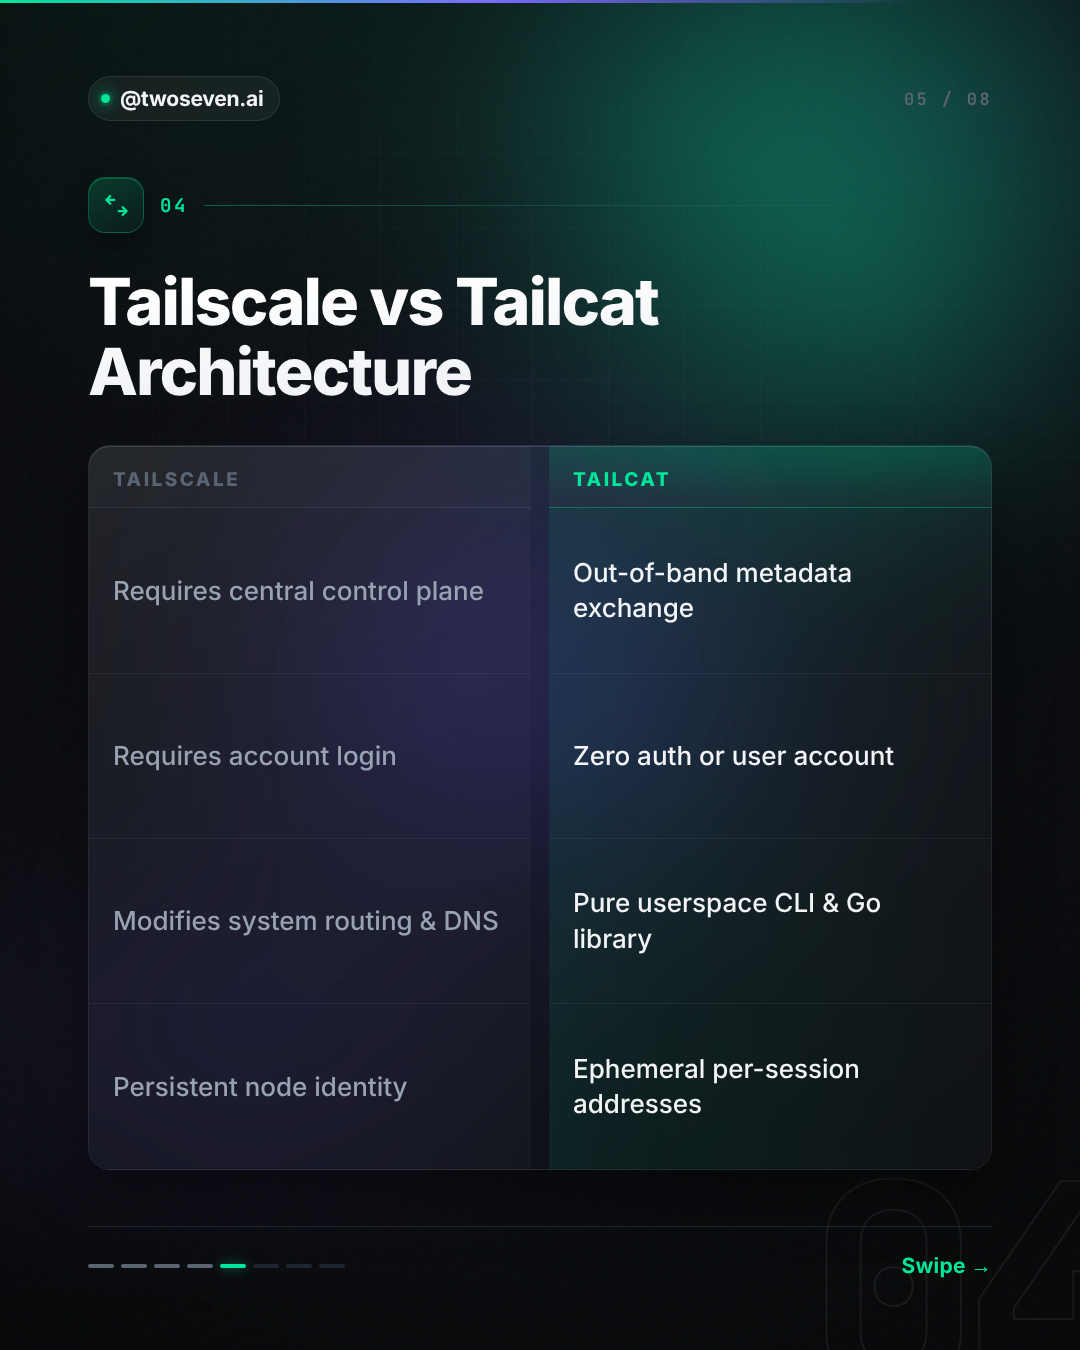 @twoseven.ai
05 / 08
04
Tailscale vs Tailcat
Architecture
TAILSCALE
TAILCAT
Requires central control plane
Out-of-band metadata
exchange
Requires account login
Zero auth or user account
Modifies system routing & DNS
Pure userspace CLI & Go
library
Persistent node identity
Ephemeral per-session
addresses
04
Swipe →